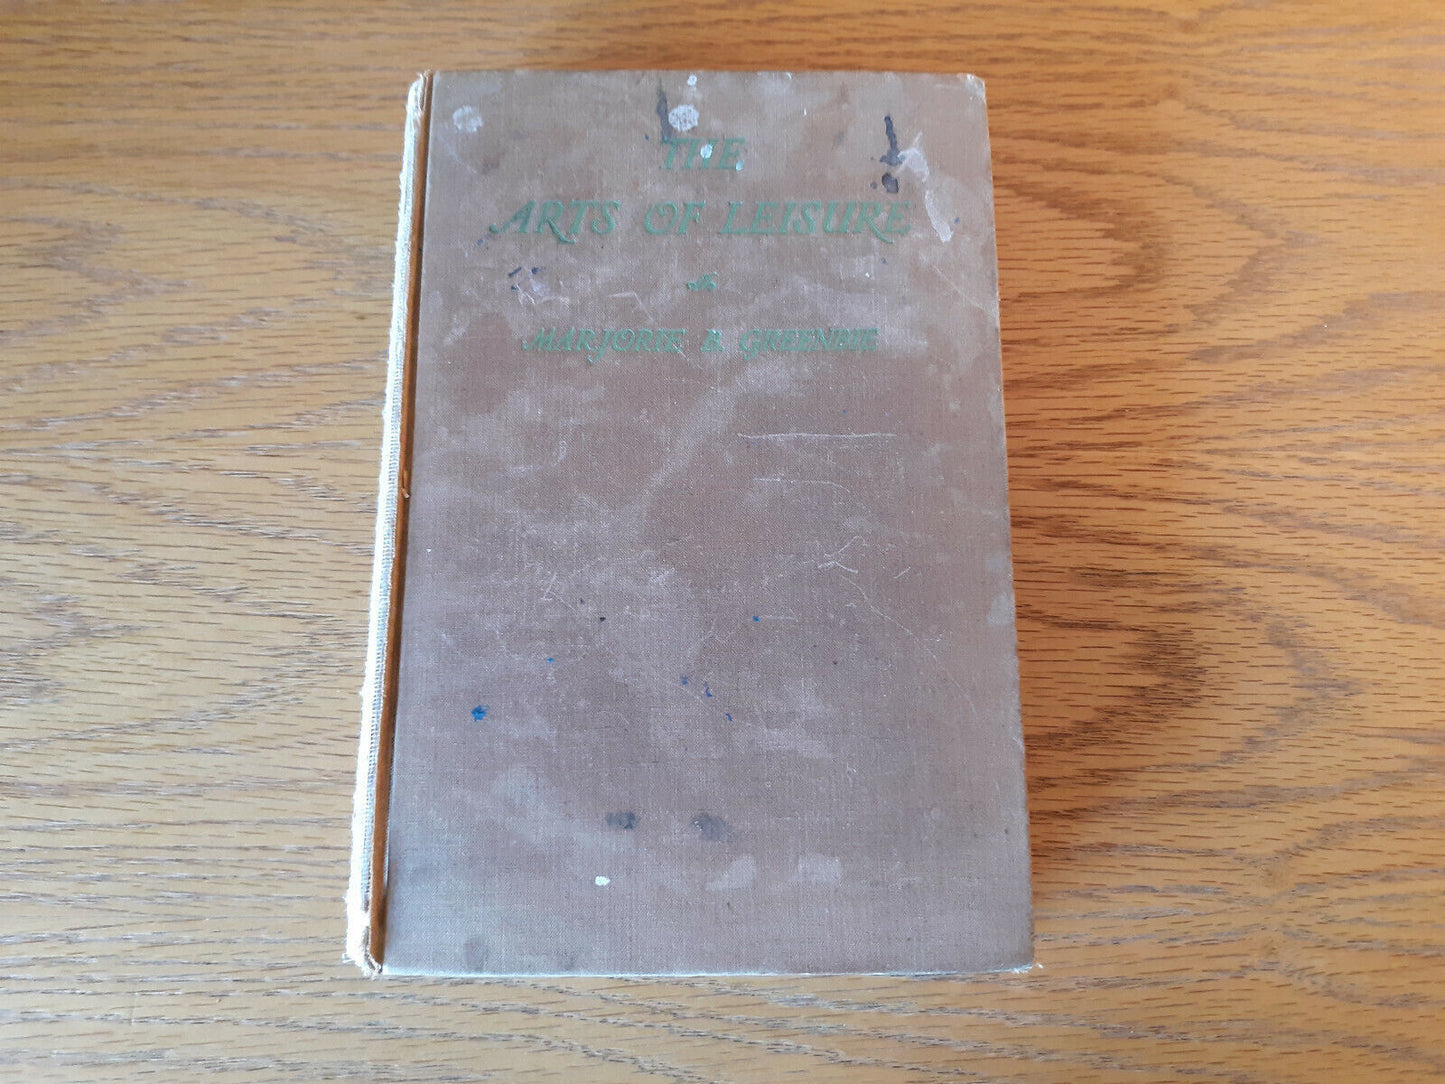 THE
ARTS OF LEISURE
MARJORIE B. GREENBIE